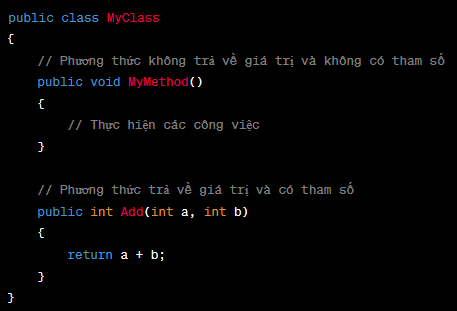 public class MyClass
{
// Phương thức không trả về giá trị và không có tham số
public void MyMethod()
{
// Thực hiện các công việc
}
// Phương thức trả về giá trị và có tham số
public int Add(int a, int b)
{
return a + b;
}
}